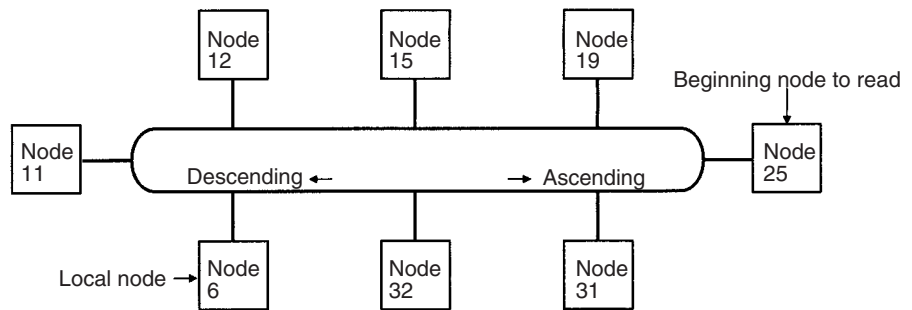 Node
12
Node
15
Node
19
Beginning node to read
Node
11
Node
25
Descending
Ascending
Local node
Node
6
Node
32
Node
31